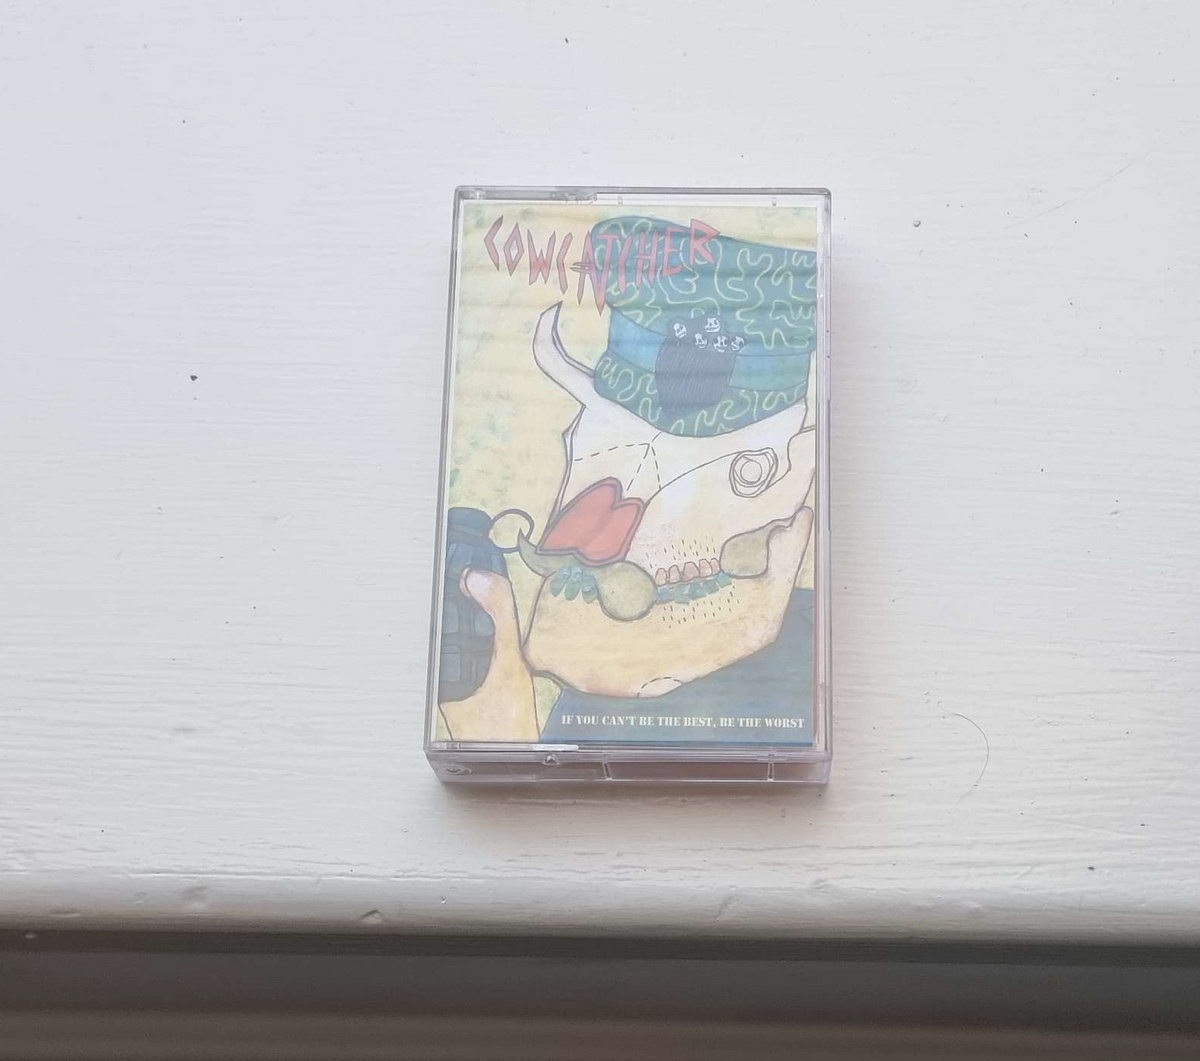 COWCATCHER
IF YOU CAN'T BE THE BEST, BE THE WORST